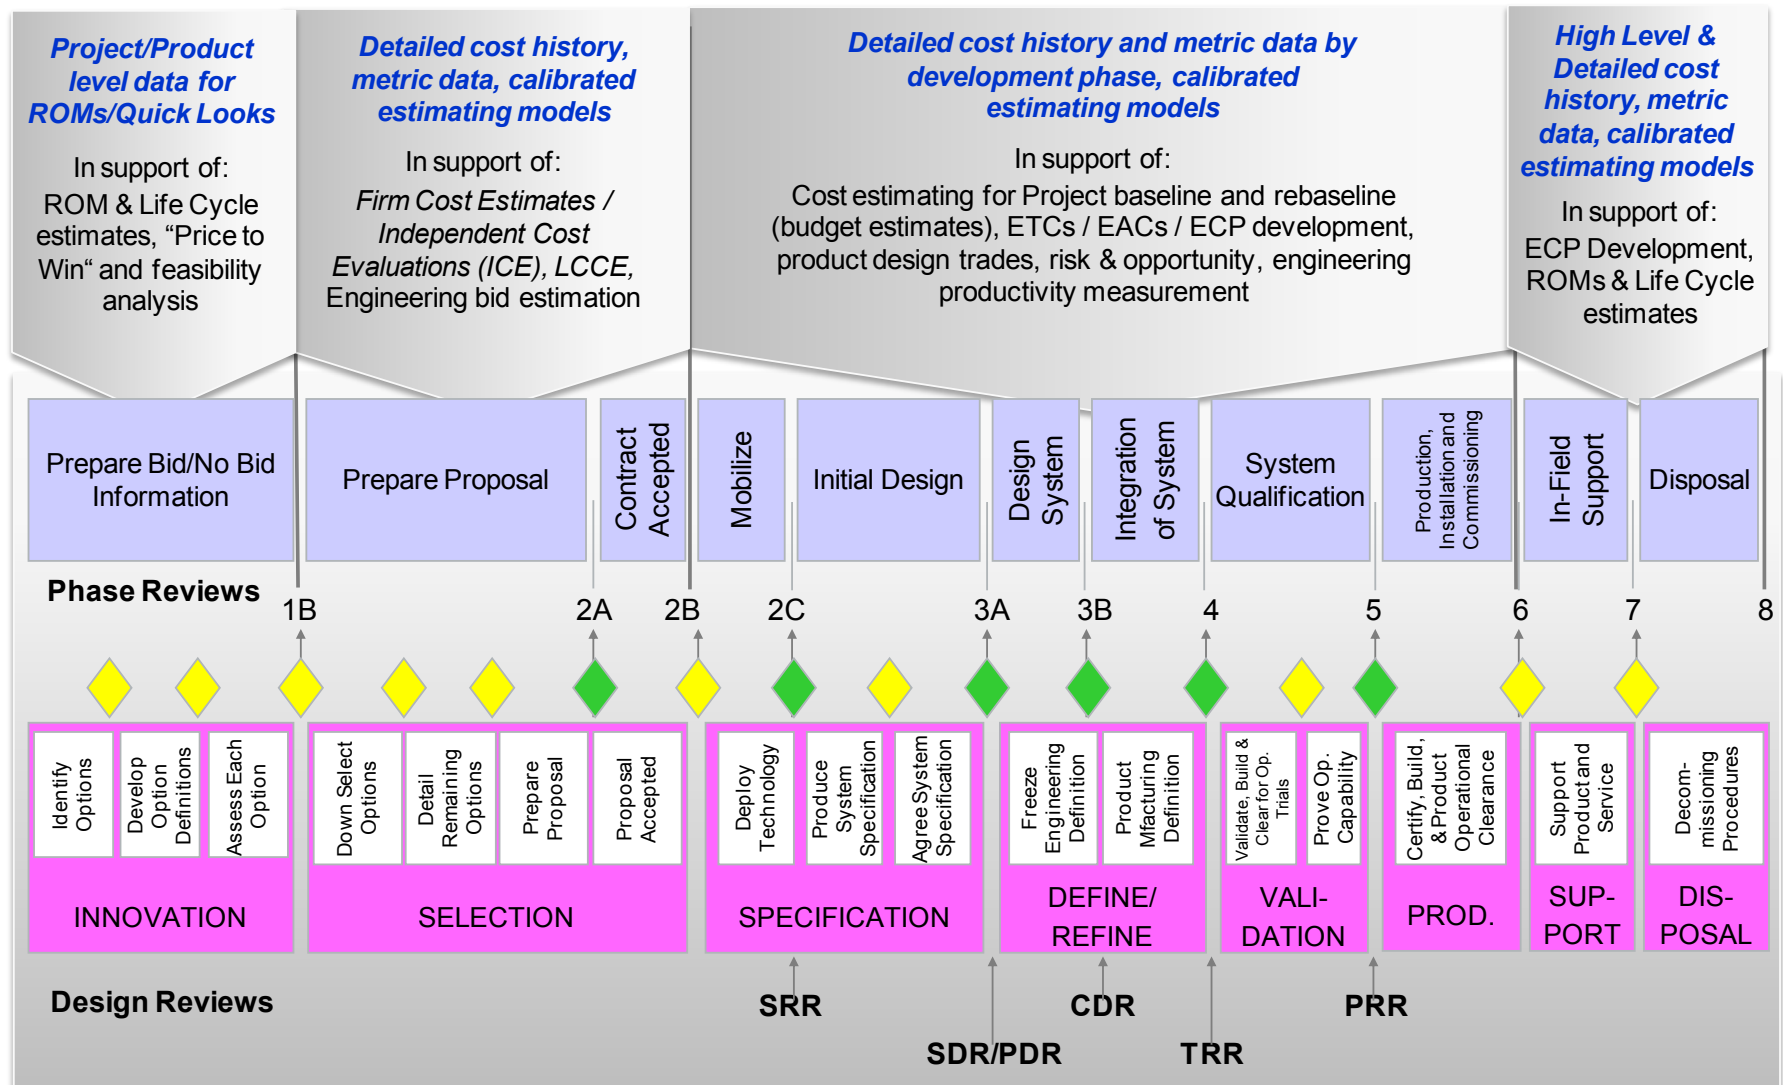 Project/Product
level data for
ROMs/Quick Looks
In support of:
ROM & Life Cycle
estimates, “Price to
Win“ and feasibility
analysis
Detailed cost history,
metric data, calibrated
estimating models
In support of:
Firm Cost Estimates /
Independent Cost
Evaluations (ICE), LCCE,
Engineering bid estimation
Detailed cost history and metric data by
development phase, calibrated
estimating models
In support of:
Cost estimating for Project baseline and rebaseline
(budget estimates), ETCs / EACs / ECP development,
product design trades, risk & opportunity, engineering
productivity measurement
High Level &
Detailed cost
history, metric
data, calibrated
estimating models
In support of:
ECP Development,
ROMs & Life Cycle
estimates
Prepare Bid/No Bid
Information
Prepare Proposal
Contract
Accepted
Mobilize
Initial Design
Design
System
Integration
of System
System
Qualification
Production,
Installation and
Commissioning
In-Field
Support
Disposal
Phase Reviews
1B
2A
2B
2C
3A
3B
4
5
6
7
8
Identify
Options
Develop
Option
Definitions
Assess Each
Option
Down Select
Options
Detail
Remaining
Options
Prepare
Proposal
Proposal
Accepted
Deploy
Technology
Produce
System
Specification
Agree System
Specification
Freeze
Engineering
Definition
Product
Mfacturing
Definition
Validate, Build &
Clear for Op.
Trials
Prove Op.
Capability
Certify, Build,
& Product
Operational
Clearance
Support
Product and
Service
Decom-
missioning
Procedures
INNOVATION
SELECTION
SPECIFICATION
DEFINE/
REFINE
VALI-
DATION
PROD.
SUP-
PORT
DIS-
POSAL
Design Reviews
SRR
SDR/PDR
CDR
TRR
PRR